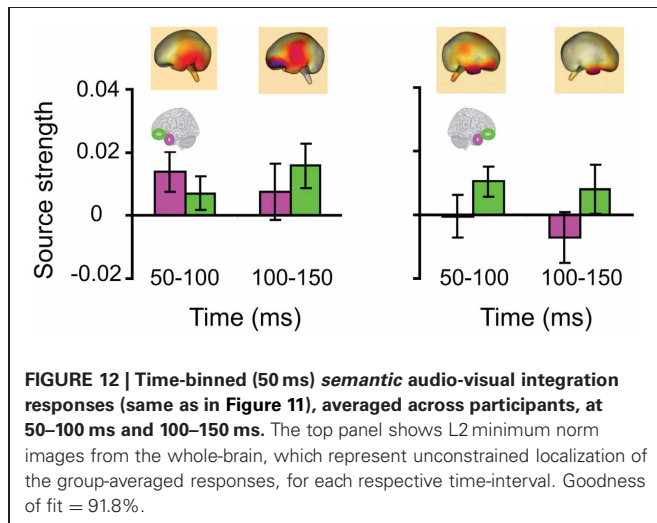 0.04
0.02
0
-0.02
Source strength
50-100 100-150
Time (ms)
50-100 100-150
Time (ms)
FIGURE 12 | Time-binned (50 ms) semantic audio-visual integration
responses (same as in Figure 11), averaged across participants, at
50–100 ms and 100–150 ms. The top panel shows L2 minimum norm
images from the whole-brain, which represent unconstrained localization of
the group-averaged responses, for each respective time-interval. Goodness
of fit = 91.8%.